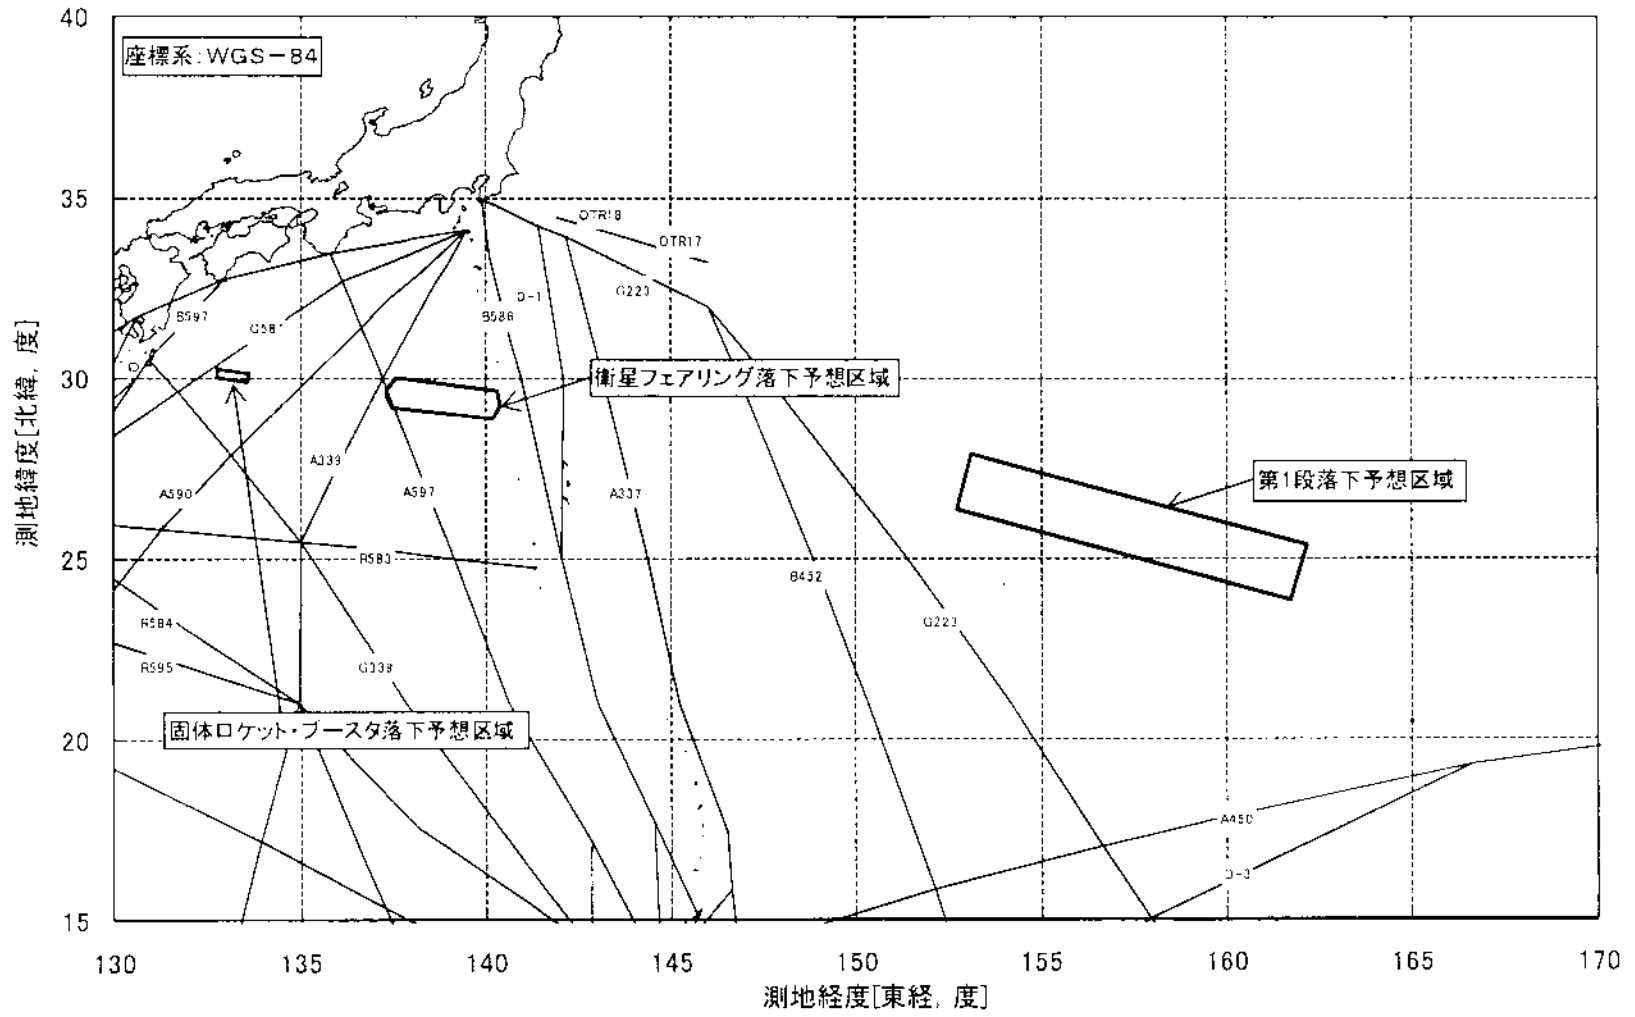 40
座標系:WGS-84
35
OTR18
OTR17
G223
D-1
B586
B597
G581
30
衛星フェアリング落下予想区域
測地緯度[北緯, 度]
A339
A590
A597
A337
第1段落下予想区域
25
R583
B452
R584
G223
R595
G339
固体ロケット・ブースタ落下予想区域
20
A450
D-3
15
130
135
140
145
150
155
160
165
170
測地経度[東経, 度]